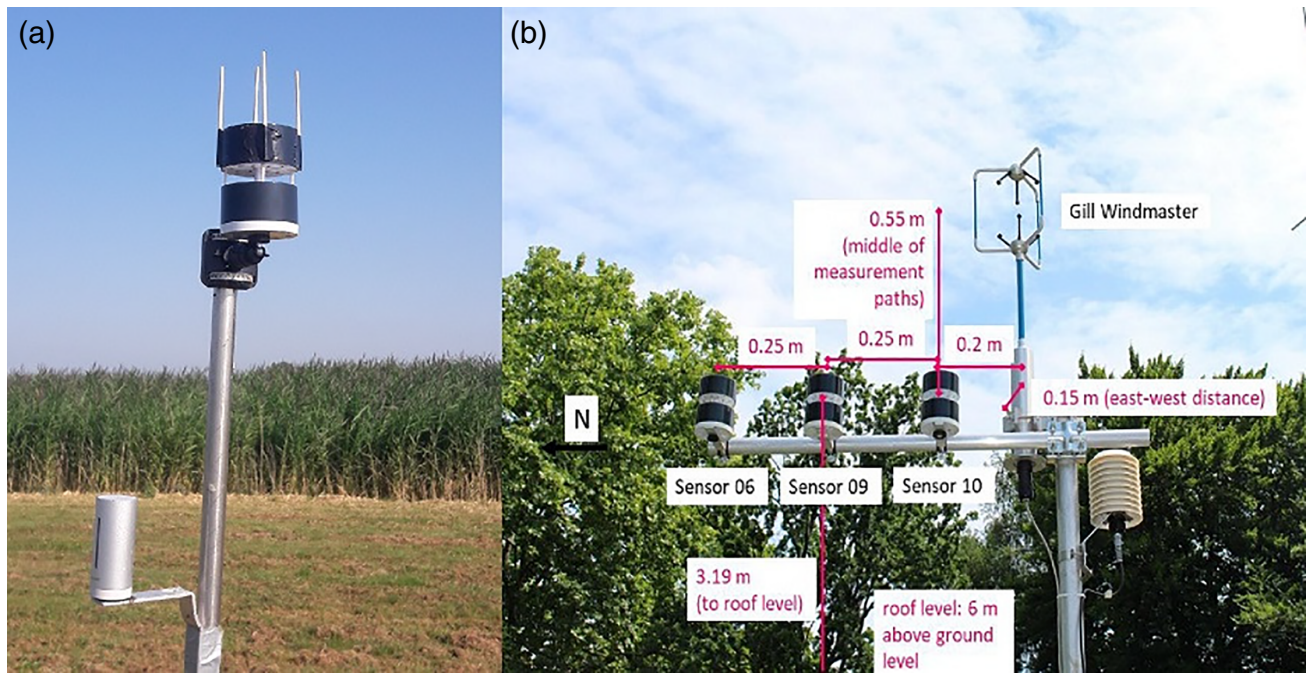 (a)
(b)
Gill Windmaster
0.55 m
(middle of
measurement
paths)
0.25 m
0.25 m
0.2 m
0.15 m (east-west distance)
N
Sensor 06
Sensor 09
Sensor 10
3.19 m
(to roof level)
roof level: 6 m
above ground
level